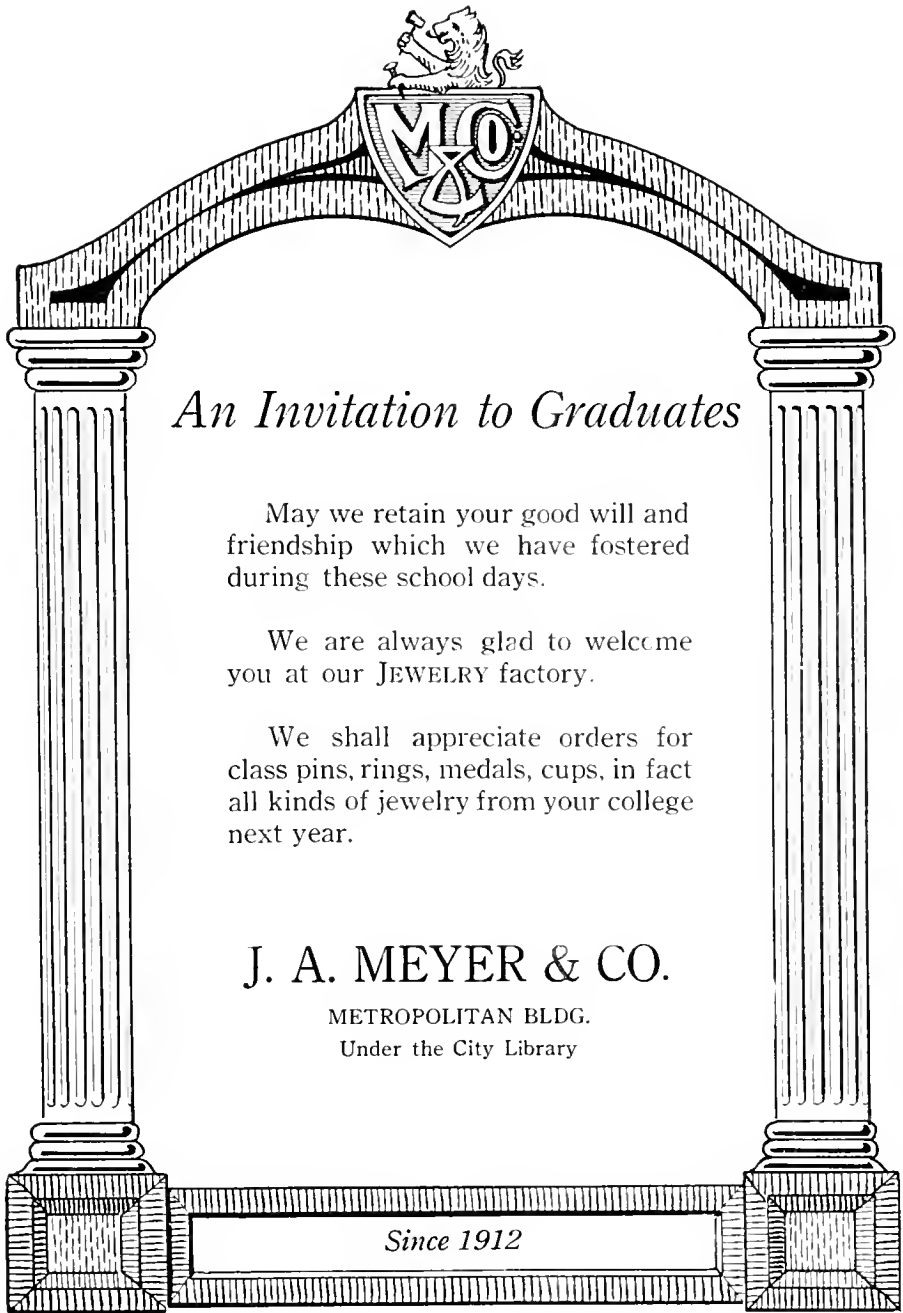 M & Co.
An Invitation to Graduates
May we retain your good will and
friendship which we have fostered
during these school days.
We are always glad to welcome
you at our JEWELRY factory.
We shall appreciate orders for
class pins, rings, medals, cups, in fact
all kinds of jewelry from your college
next year.
J. A. MEYER & CO.
METROPOLITAN BLDG.
Under the City Library
Since 1912